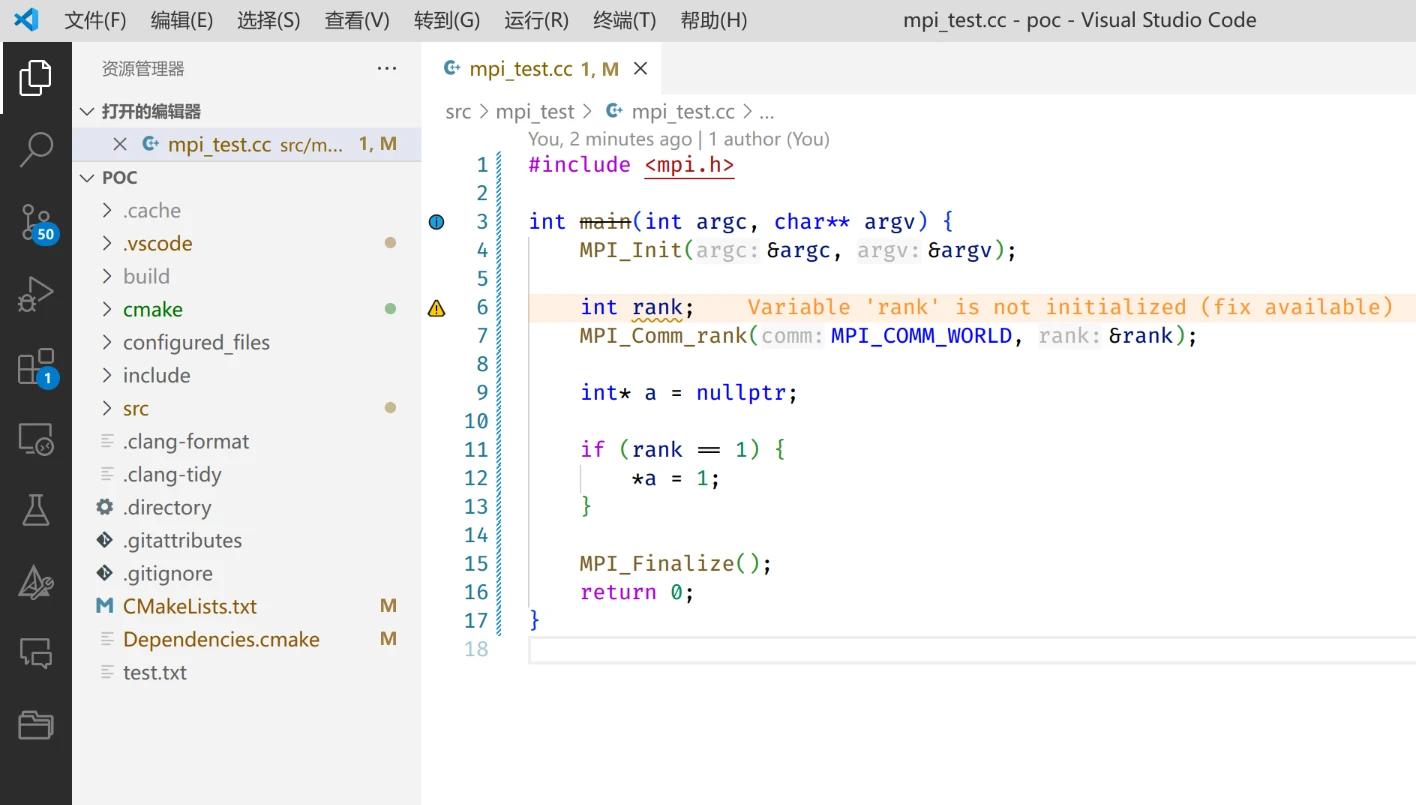 文件(F) 编辑(E) 选择(S) 查看(V) 转到(G) 运行(R) 终端(T) 帮助(H) mpi_test.cc - poc - Visual Studio Code
资源管理器 ···
打开的编辑器
mpi_test.cc src/m... 1, M
POC
.cache
.vscode
build
cmake
configured_files
include
src
.clang-format
.clang-tidy
.directory
.gitattributes
.gitignore
CMakeLists.txt M
Dependencies.cmake M
test.txt
50
1
mpi_test.cc 1, M
src > mpi_test > mpi_test.cc > ...
You, 2 minutes ago | 1 author (You)
1 #include <mpi.h>
2
3 int main(int argc, char** argv) {
4 MPI_Init(argc: &argc, argv: &argv);
5
6 int rank; Variable 'rank' is not initialized (fix available)
7 MPI_Comm_rank(comm: MPI_COMM_WORLD, rank: &rank);
8
9 int* a = nullptr;
10
11 if (rank == 1) {
12 *a = 1;
13 }
14
15 MPI_Finalize();
16 return 0;
17 }
18